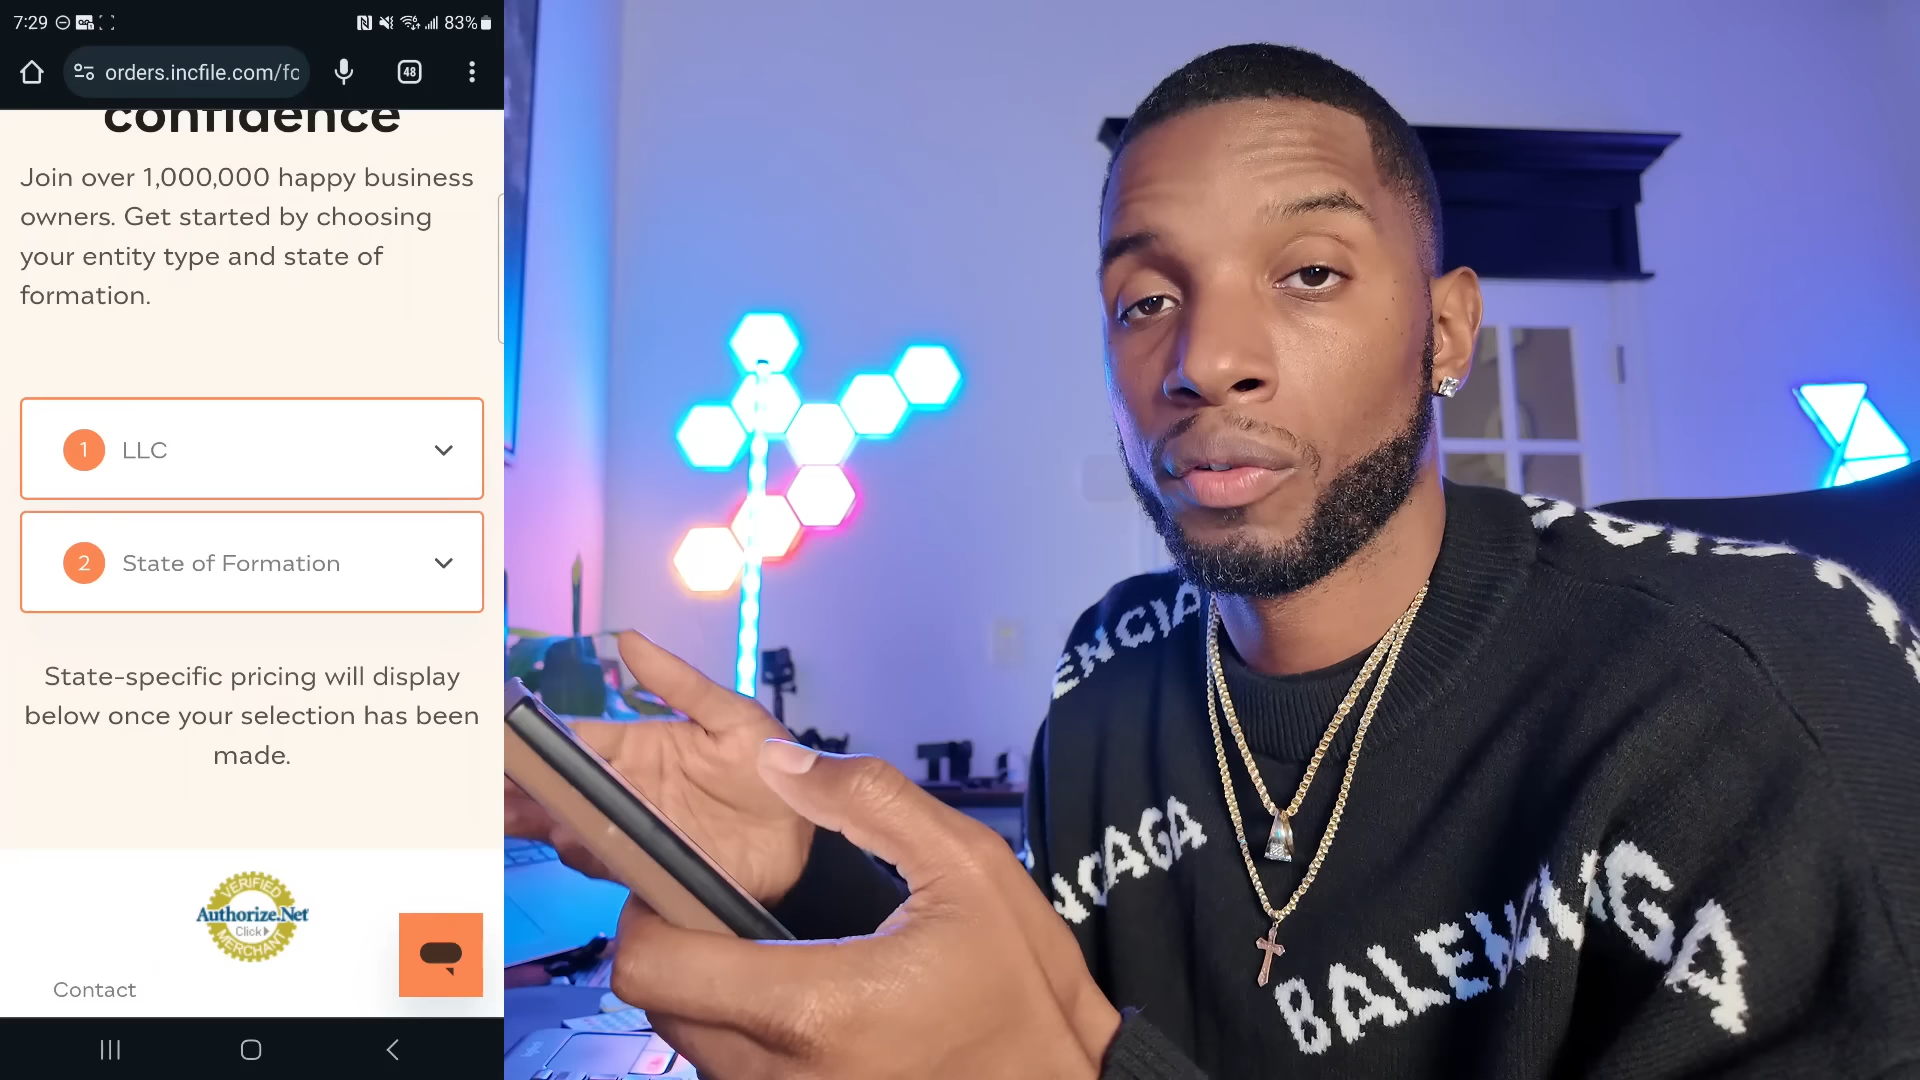 7:29
83%
orders.incfile.com/fc
48
confidence
Join over 1,000,000 happy business
owners. Get started by choosing
your entity type and state of
formation.
1 LLC
2 State of Formation
State-specific pricing will display
below once your selection has been
made.
VERIFIED
Authorize.Net
Click
MERCHANT
Contact
ENCIA
NCAGA
BALENCIAGA